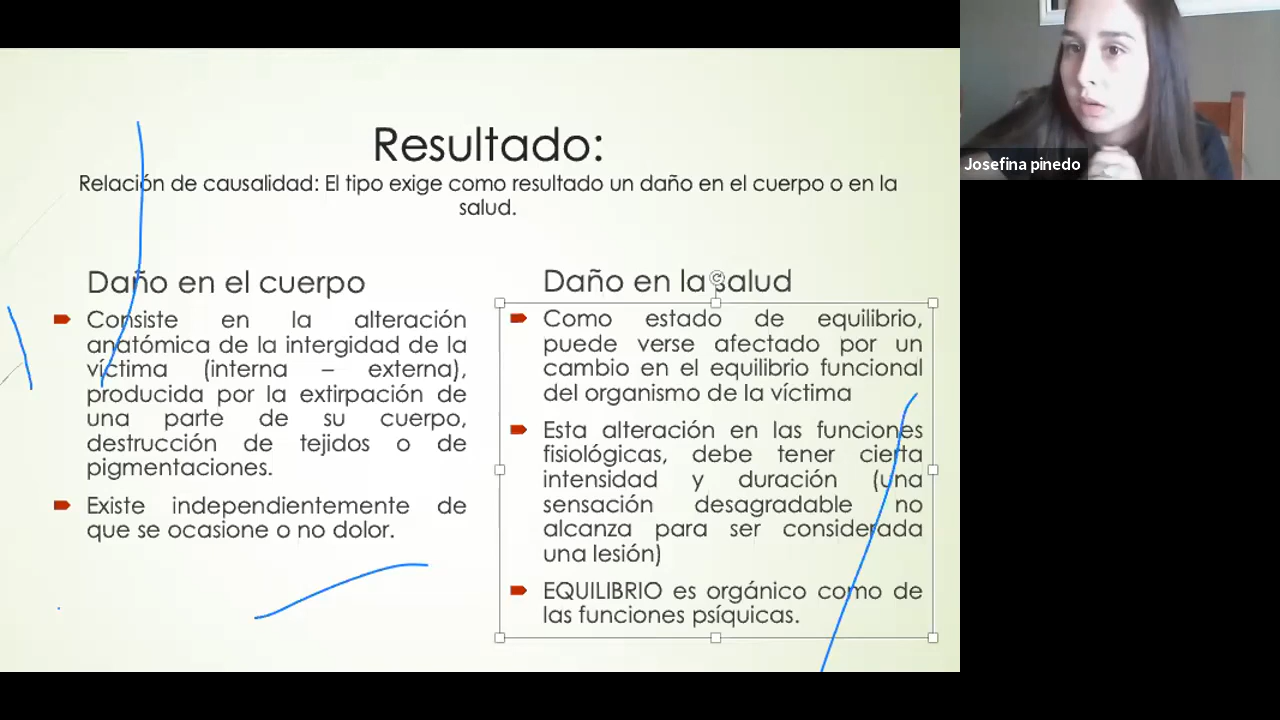 Resultado:
Relación de causalidad: El tipo exige como resultado un daño en el cuerpo o en la
salud.
Daño en el cuerpo
Consiste en la alteración
anatómica de la intergidad de la
víctima (interna – externa),
producida por la extirpación de
una parte de su cuerpo,
destrucción de tejidos o de
pigmentaciones.
Existe independientemente de
que se ocasione o no dolor.
Daño en la salud
Como estado de equilibrio,
puede verse afectado por un
cambio en el equilibrio funcional
del organismo de la víctima
Esta alteración en las funciones
fisiológicas, debe tener cierta
intensidad y duración (una
sensación desagradable no
alcanza para ser considerada
una lesión)
EQUILIBRIO es orgánico como de
las funciones psíquicas.
Josefina pinedo